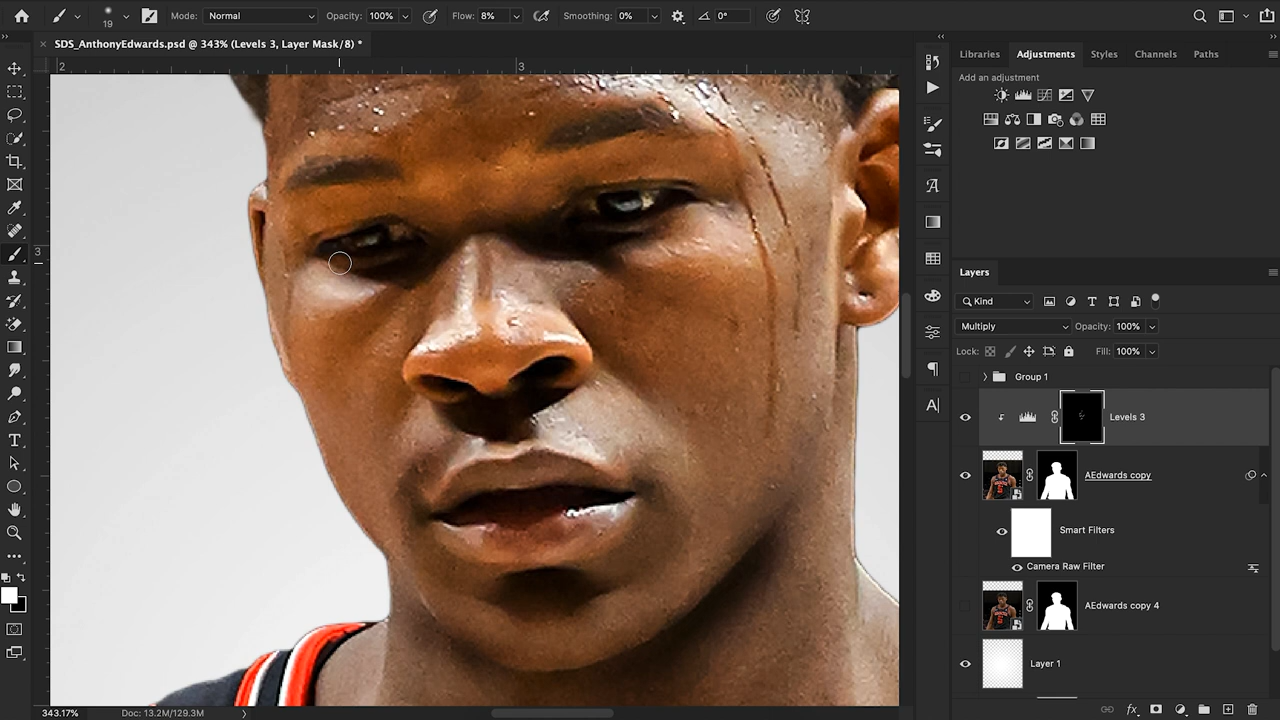 19
Mode: Normal
Opacity: 100%
Flow: 8%
Smoothing: 0%
0°
SDS_AnthonyEdwards.psd @ 343% (Levels 3, Layer Mask/8) *
2
3
3
Libraries
Adjustments
Styles
Channels
Paths
Add an adjustment
Layers
Kind
Multiply
Opacity: 100%
Lock:
Fill: 100%
Group 1
Levels 3
AEdwards copy
Smart Filters
Camera Raw Filter
AEdwards copy 4
Layer 1
343.17%
Doc: 13.2M/129.3M